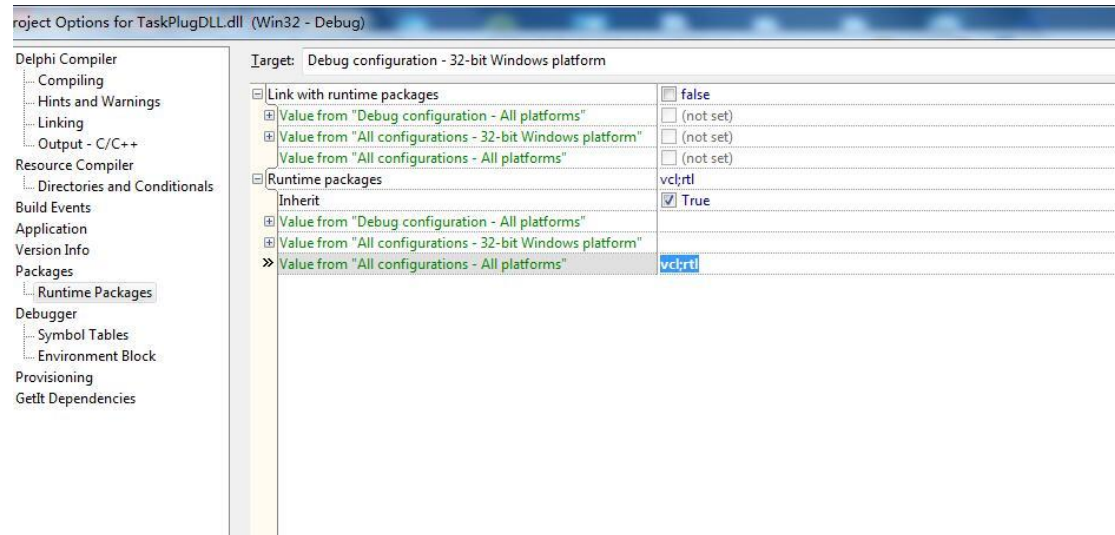 roject Options for TaskPlugDLL.dll (Win32 - Debug)
Delphi Compiler
Compiling
Hints and Warnings
Linking
Output - C/C++
Resource Compiler
Directories and Conditionals
Build Events
Application
Version Info
Packages
Runtime Packages
Debugger
Symbol Tables
Environment Block
Provisioning
GetIt Dependencies
Target: Debug configuration - 32-bit Windows platform
Link with runtime packages false
Value from "Debug configuration - All platforms" (not set)
Value from "All configurations - 32-bit Windows platform" (not set)
Value from "All configurations - All platforms" (not set)
Runtime packages vcl;rtl
Inherit True
Value from "Debug configuration - All platforms"
Value from "All configurations - 32-bit Windows platform"
Value from "All configurations - All platforms" vcl;rtl